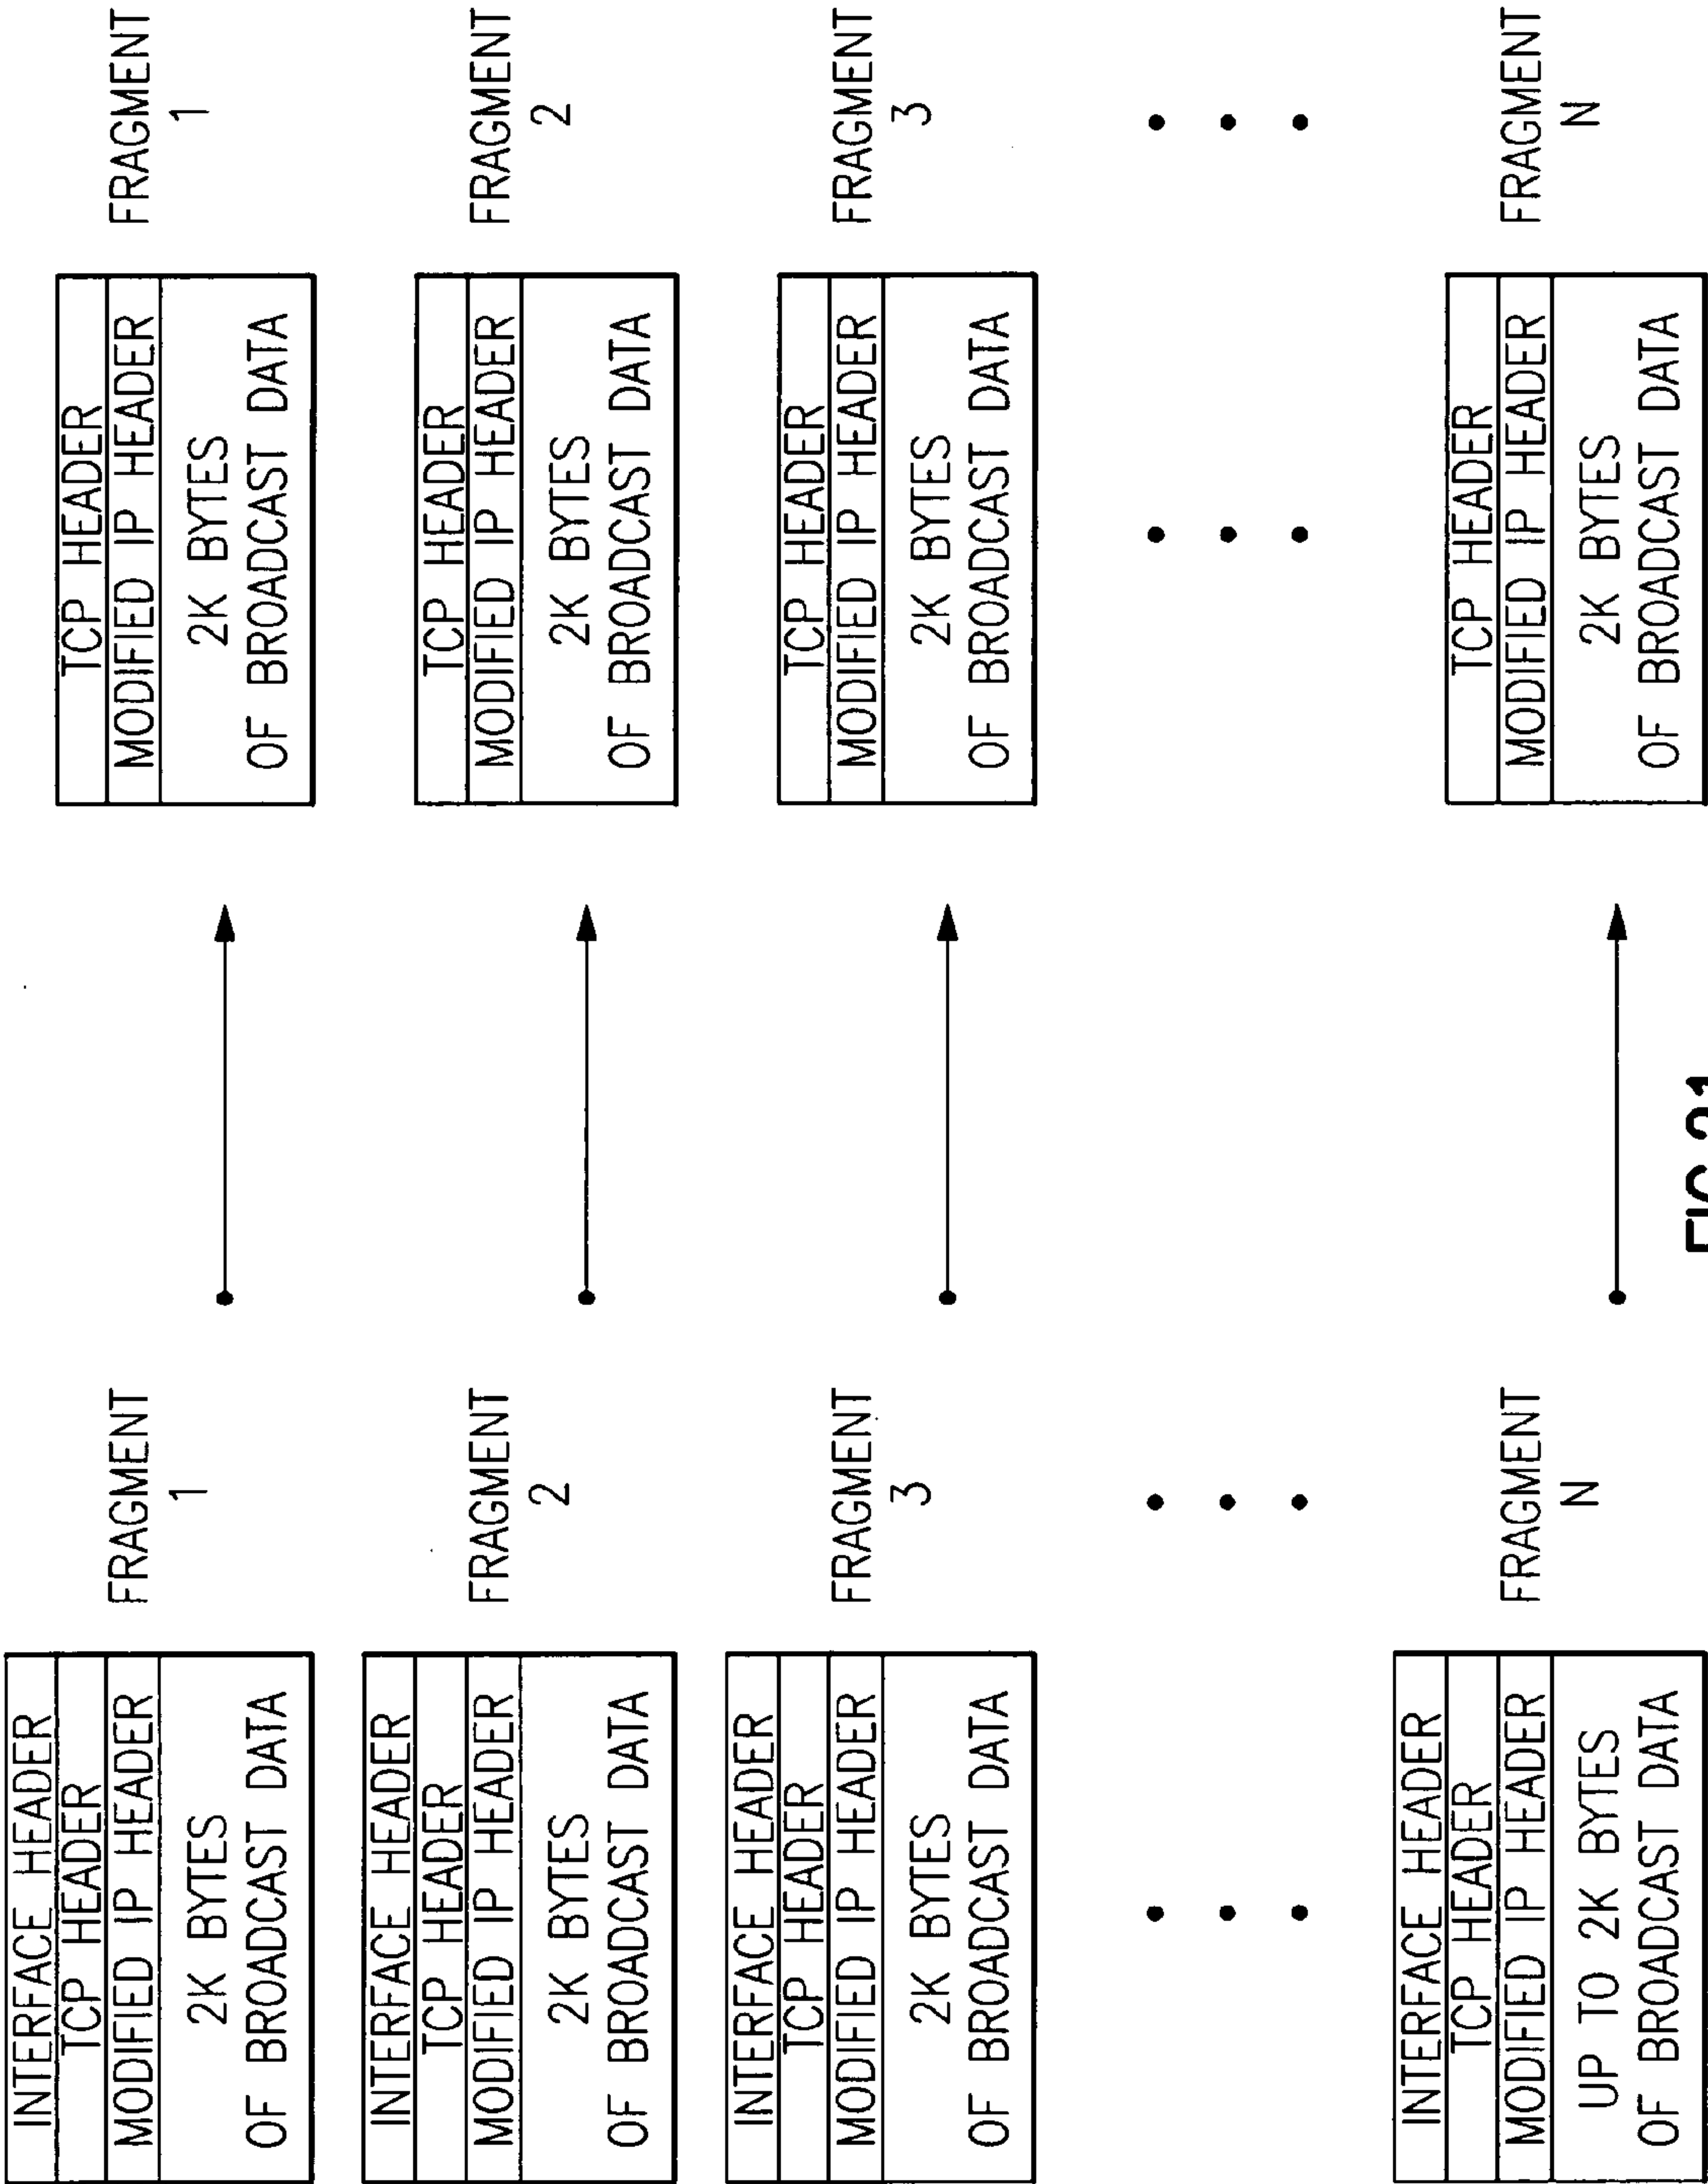 INTERFACE HEADER
TCP HEADER
MODIFIED IP HEADER
2K BYTES
OF BROADCAST DATA
FRAGMENT
1
TCP HEADER
MODIFIED IP HEADER
2K BYTES
OF BROADCAST DATA
FRAGMENT
1
INTERFACE HEADER
TCP HEADER
MODIFIED IP HEADER
2K BYTES
OF BROADCAST DATA
FRAGMENT
2
TCP HEADER
MODIFIED IP HEADER
2K BYTES
OF BROADCAST DATA
FRAGMENT
2
INTERFACE HEADER
TCP HEADER
MODIFIED IP HEADER
2K BYTES
OF BROADCAST DATA
FRAGMENT
3
TCP HEADER
MODIFIED IP HEADER
2K BYTES
OF BROADCAST DATA
FRAGMENT
3
INTERFACE HEADER
TCP HEADER
MODIFIED IP HEADER
UP TO 2K BYTES
OF BROADCAST DATA
FRAGMENT
N
TCP HEADER
MODIFIED IP HEADER
2K BYTES
OF BROADCAST DATA
FRAGMENT
N